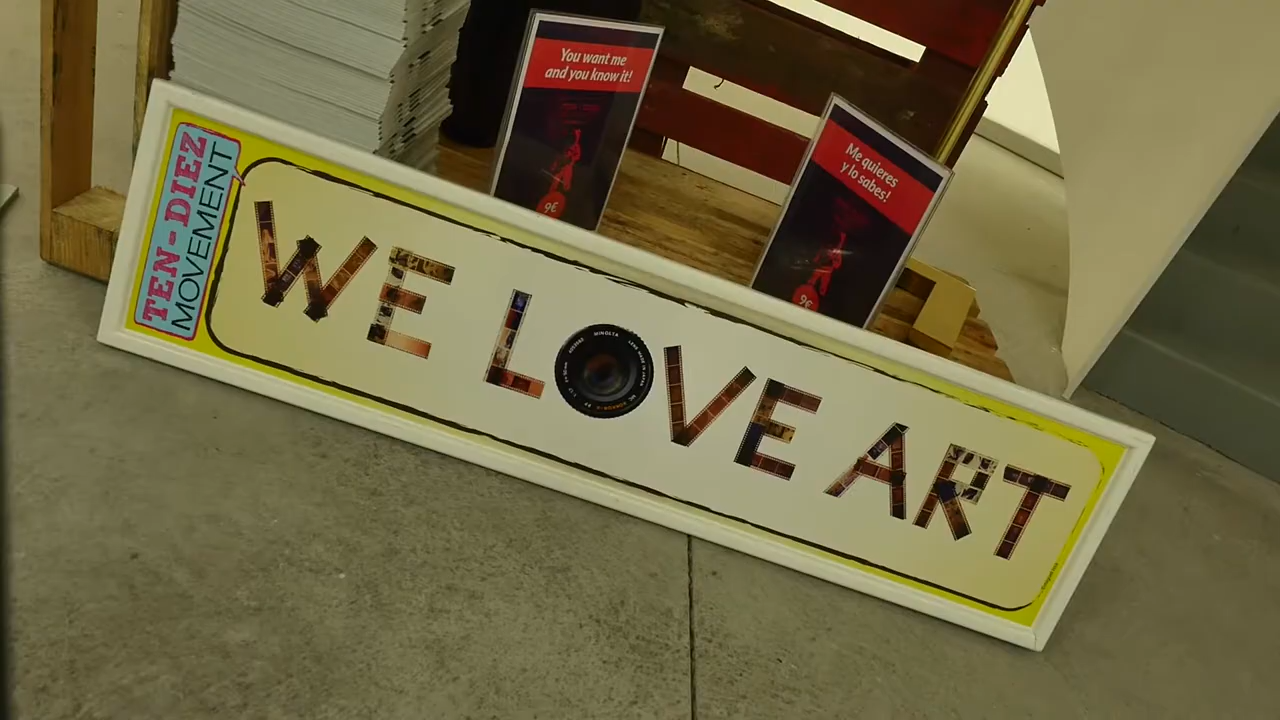 You want me
and you know it!
9€
Me quieres
y lo sabes!
9€
TEN-DIEZ
MOVEMENT
WE LOVE ART
MINOLTA